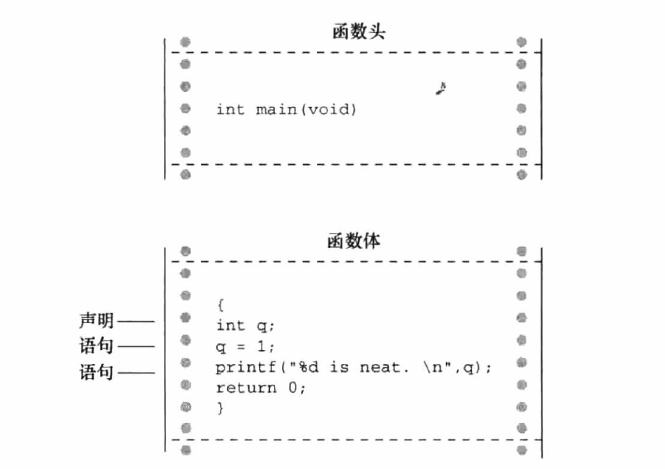 函数头
int main(void)
函数体
{
声明
int q;
语句
q = 1;
语句
printf("%d is neat. \n",q);
return 0;
}